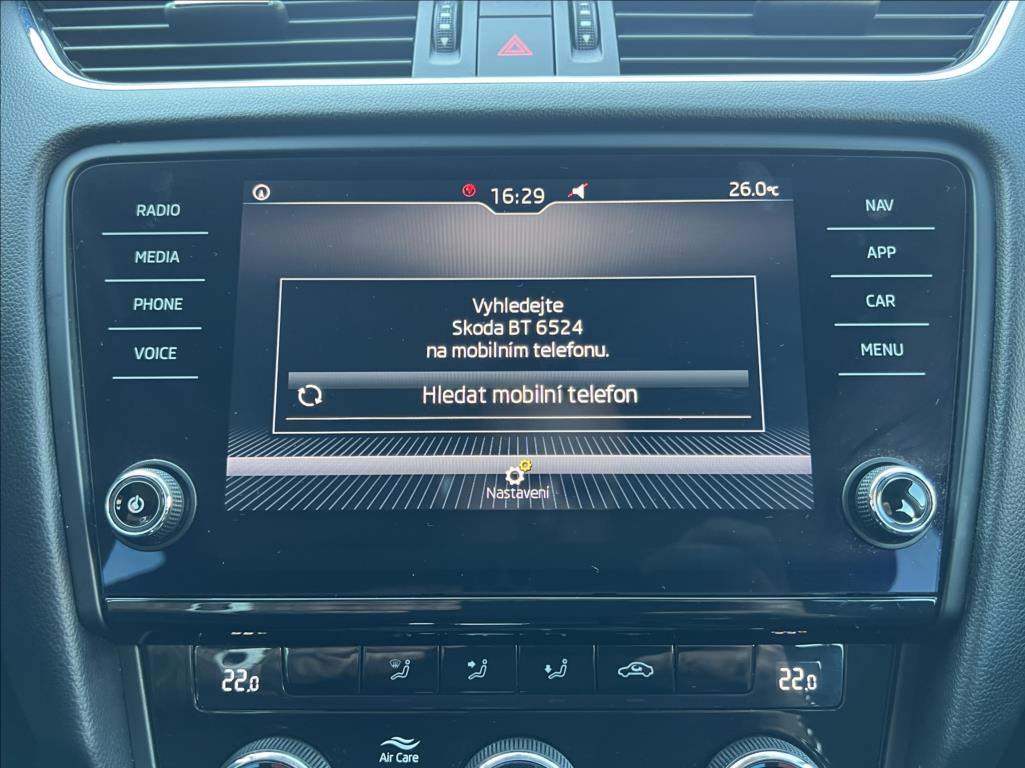 16:29
26.0°C
RADIO
MEDIA
PHONE
VOICE
NAV
APP
CAR
MENU
Vyhledejte
Skoda BT 6524
na mobilním telefonu.
Hledat mobilní telefon
Nastavení
22.0
22.0
Air Care